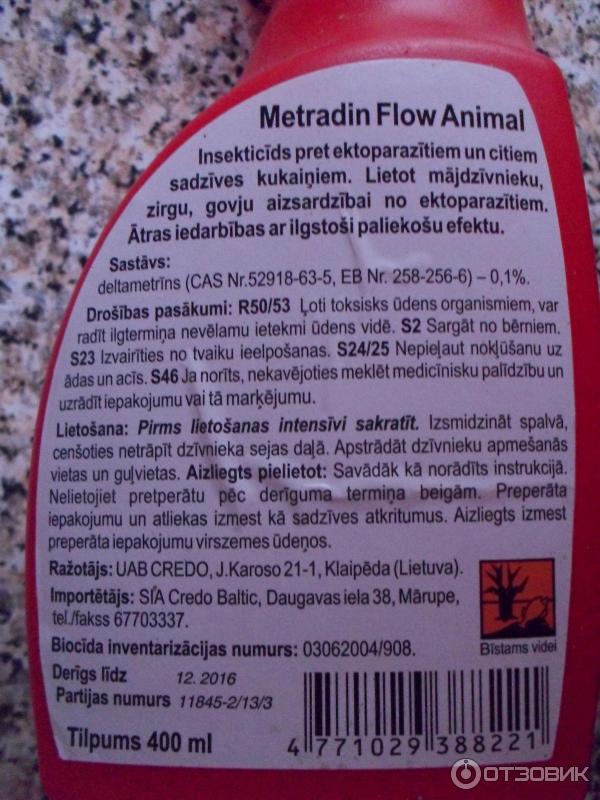 Metradin Flow Animal
Insekticīds pret ektoparazītiem un citiem
sadzīves kukaiņiem. Lietot mājdzīvnieku,
zirgu, govju aizsardzībai no ektoparazītiem.
Ātras iedarbības ar ilgstoši paliekošu efektu.
Sastāvs:
deltametrīns (CAS Nr.52918-63-5, EB Nr. 258-256-6) – 0,1%.
Drošības pasākumi: R50/53 Ļoti toksisks ūdens organismiem, var
radīt ilgtermiņa nevēlamu ietekmi ūdens vidē. S2 Sargāt no bērniem.
S23 Izvairīties no tvaiku ieelpošanas. S24/25 Nepieļaut nokļūšanu uz
ādas un acīs. S46 Ja norīts, nekavējoties meklēt medicīnisku palīdzību un
uzrādīt iepakojumu vai tā marķējumu.
Lietošana: Pirms lietošanas intensīvi sakratīt. Izsmidzināt spalvā,
cenšoties netrāpīt dzīvnieka sejas daļā. Apstrādāt dzīvnieku apmešanās
vietas un guļvietas. Aizliegts pielietot: Savādāk kā norādīts instrukcijā.
Nelietojiet pretperātu pēc derīguma termiņa beigām. Preperāta
iepakojumu un atliekas izmest kā sadzīves atkritumus. Aizliegts izmest
preperāta iepakojumu virszemes ūdeņos.
Ražotājs: UAB CREDO, J.Karoso 21-1, Klaipēda (Lietuva).
Importētājs: SIA Credo Baltic, Daugavas iela 38, Mārupe,
tel./fakss 67703337.
Biocīda inventarizācijas numurs: 03062004/908.
Bīstams videi
Derīgs līdz 12. 2016
Partijas numurs 11845-2/13/3
Tilpums 400 ml
4 771029 388221
ОТЗОВИК